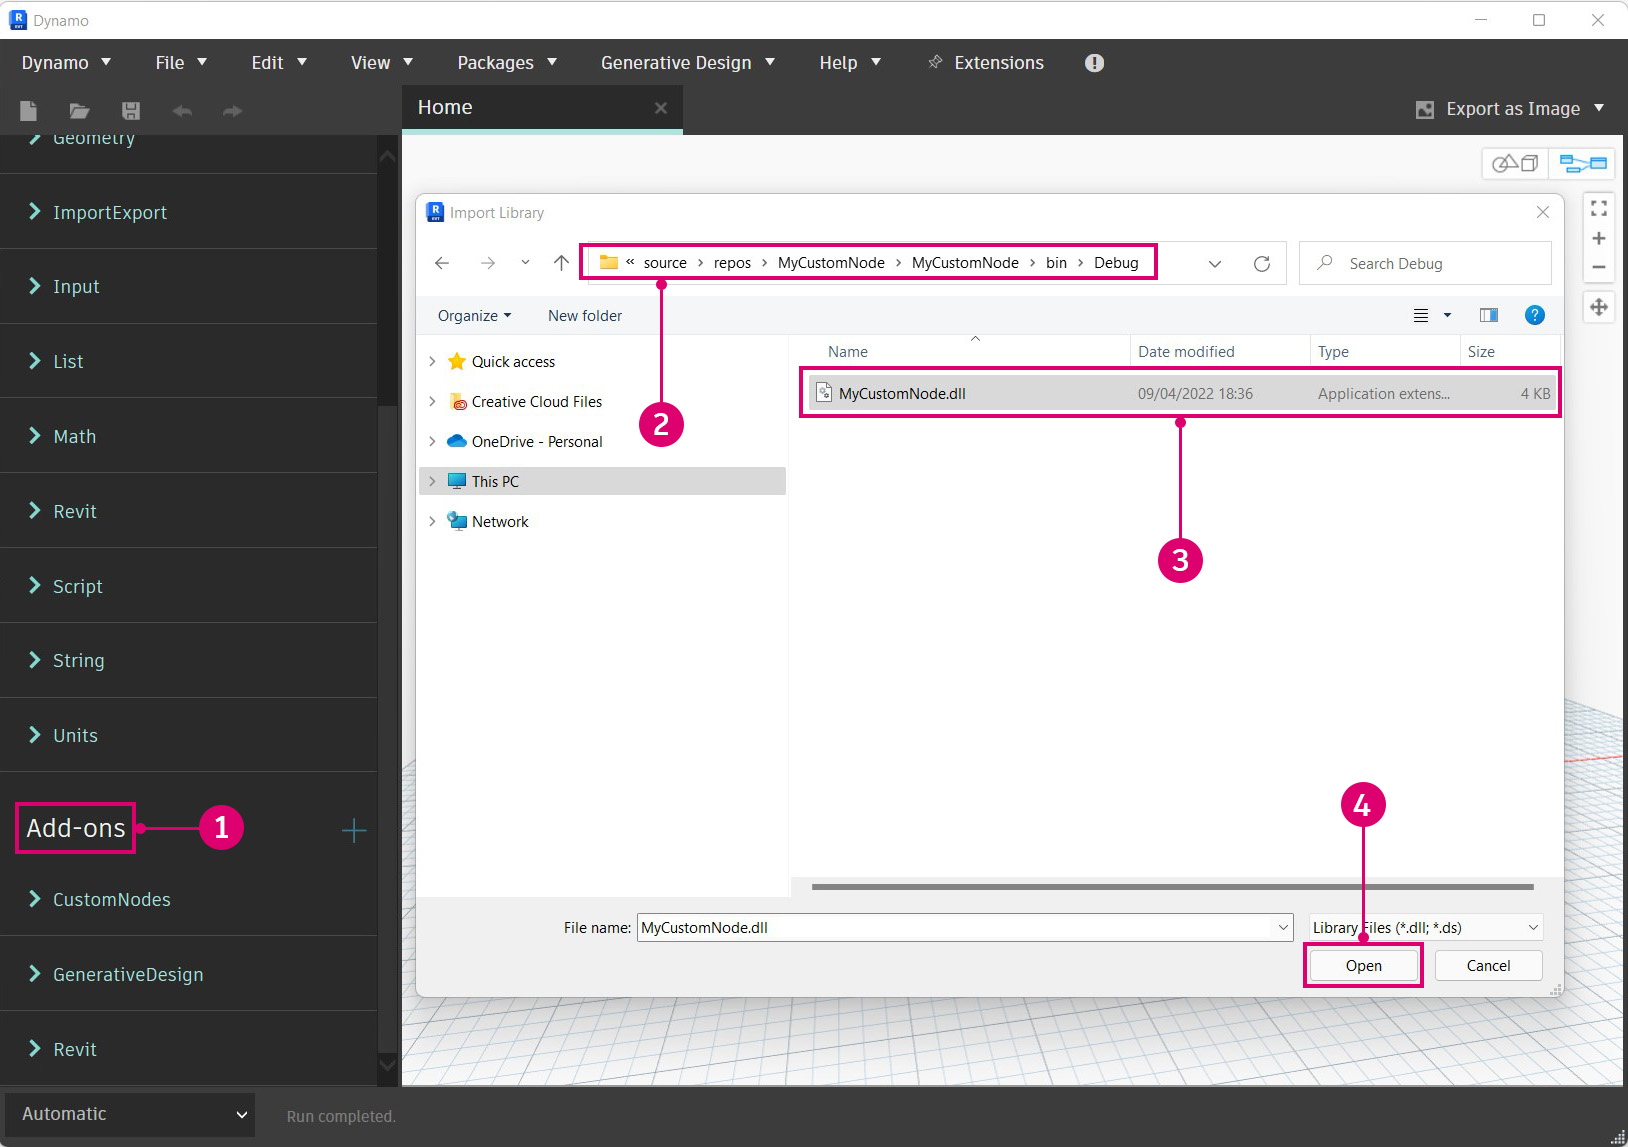 Dynamo
Dynamo File Edit View Packages Generative Design Help Extensions
Home Export as Image
Geometry
ImportExport
Input
List
Math
Revit
Script
String
Units
Add-ons 1
CustomNodes
GenerativeDesign
Revit
Automatic Run completed.
Import Library
« source › repos › MyCustomNode › MyCustomNode › bin › Debug Search Debug
Organize New folder
Quick access
Creative Cloud Files
OneDrive - Personal
This PC
Network
2
Name Date modified Type Size
MyCustomNode.dll 09/04/2022 18:36 Application extens... 4 KB
3
4
File name: MyCustomNode.dll Library Files (*.dll; *.ds)
Open Cancel